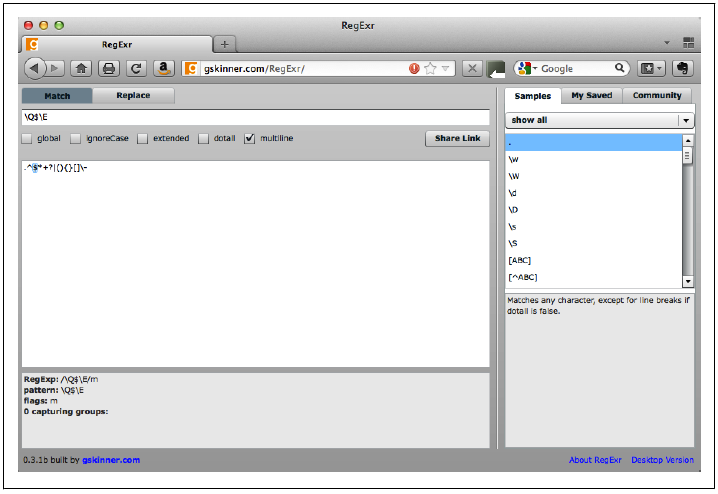 RegExr
RegExr
gskinner.com/RegExr/
Google
Match
Replace
\Q$\E
global
ignoreCase
extended
dotall
multiline
Share Link
.^$*+?|(){}[]\-
RegExp: /\Q$\E/m
pattern: \Q$\E
flags: m
0 capturing groups:
Samples
My Saved
Community
show all
.
\w
\W
\d
\D
\s
\S
[ABC]
[^ABC]
Matches any character, except for line breaks if
dotall is false.
0.3.1b built by gskinner.com
About RegExr
Desktop Version